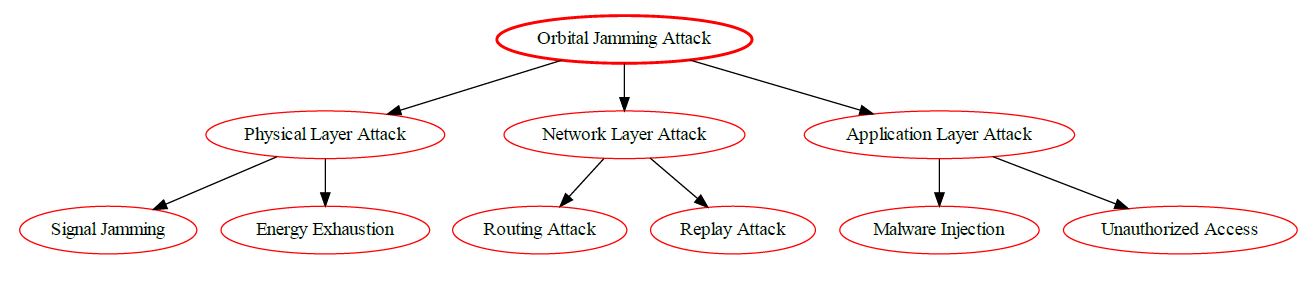 Orbital Jamming Attack
Physical Layer Attack
Network Layer Attack
Application Layer Attack
Signal Jamming
Energy Exhaustion
Routing Attack
Replay Attack
Malware Injection
Unauthorized Access